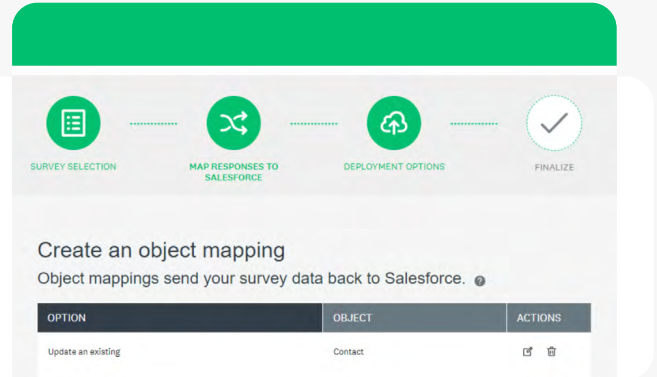 SURVEY SELECTION
MAP RESPONSES TO
SALESFORCE
DEPLOYMENT OPTIONS
FINALIZE
Create an object mapping
Object mappings send your survey data back to Salesforce. ?
OPTION OBJECT ACTIONS
Update an existing Contact